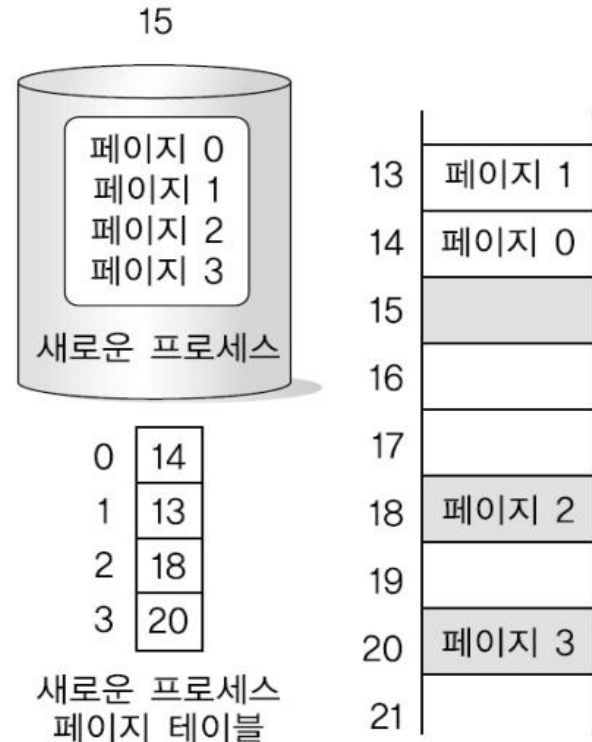 15
페이지 0
페이지 1
페이지 2
페이지 3
새로운 프로세스
0 14
1 13
2 18
3 20
새로운 프로세스
페이지 테이블
13 페이지 1
14 페이지 0
15
16
17
18 페이지 2
19
20 페이지 3
21